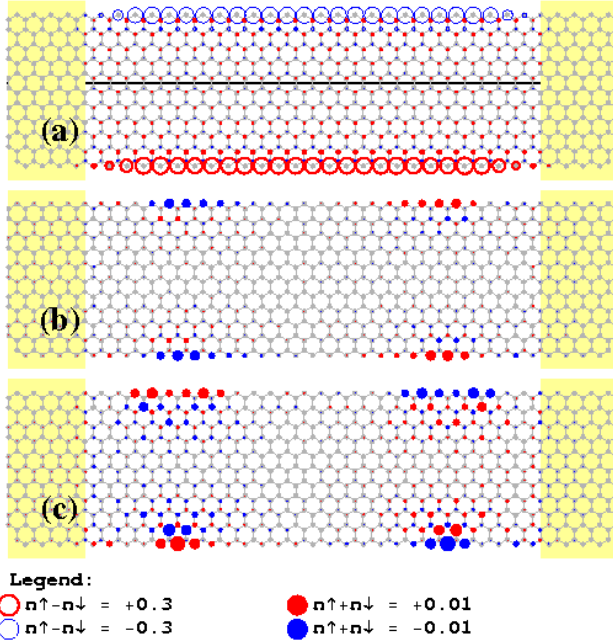 (a)
(b)
(c)
Legend:
n↑-n↓ = +0.3 n↑+n↓ = +0.01
n↑-n↓ = -0.3 n↑+n↓ = -0.01